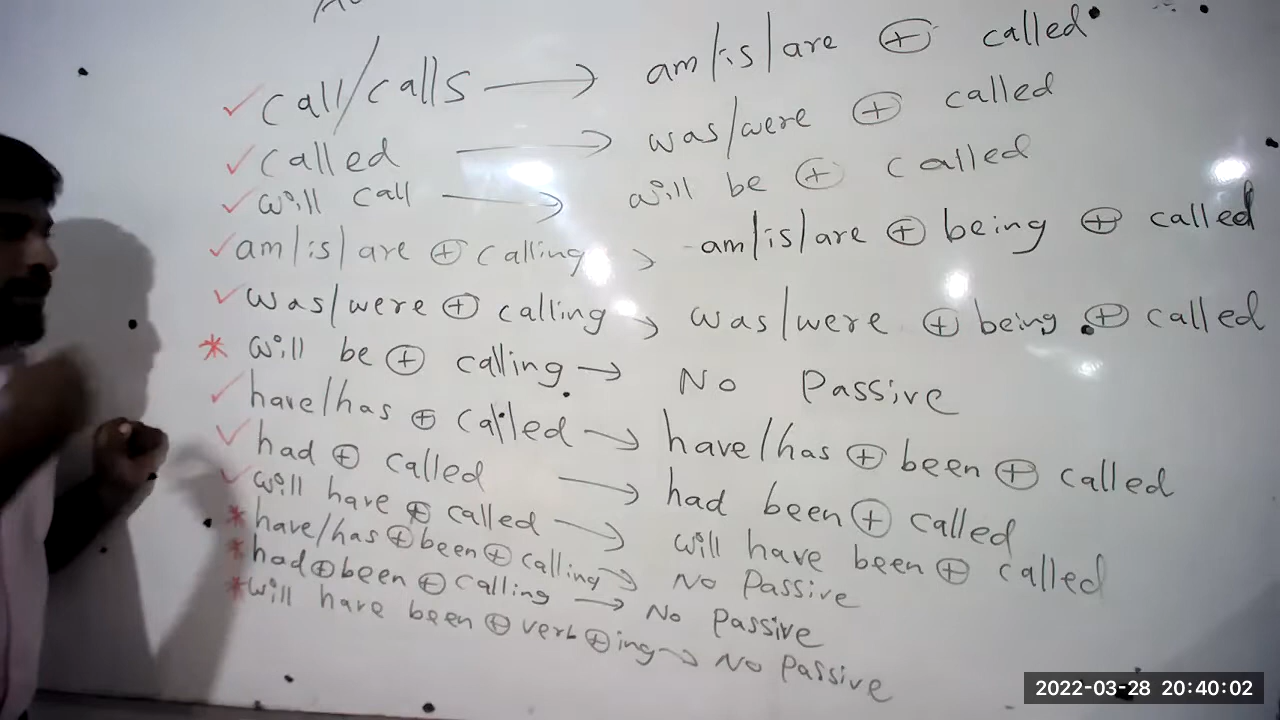 ✓ call/calls → am/is/are ⊕ called
✓ called → was/were ⊕ called
✓ will call → will be ⊕ called
✓ am/is/are ⊕ calling → am/is/are ⊕ being ⊕ called
✓ was/were ⊕ calling → was/were ⊕ being ⊕ called
* will be ⊕ calling → No Passive
✓ have/has ⊕ called → have/has ⊕ been ⊕ called
✓ had ⊕ called → had been ⊕ called
✓ will have ⊕ called → will have been ⊕ called
* have/has ⊕ been ⊕ calling → No Passive
* had ⊕ been ⊕ calling → No Passive
* will have been ⊕ verb ⊕ ing → No Passive
2022-03-28 20:40:02